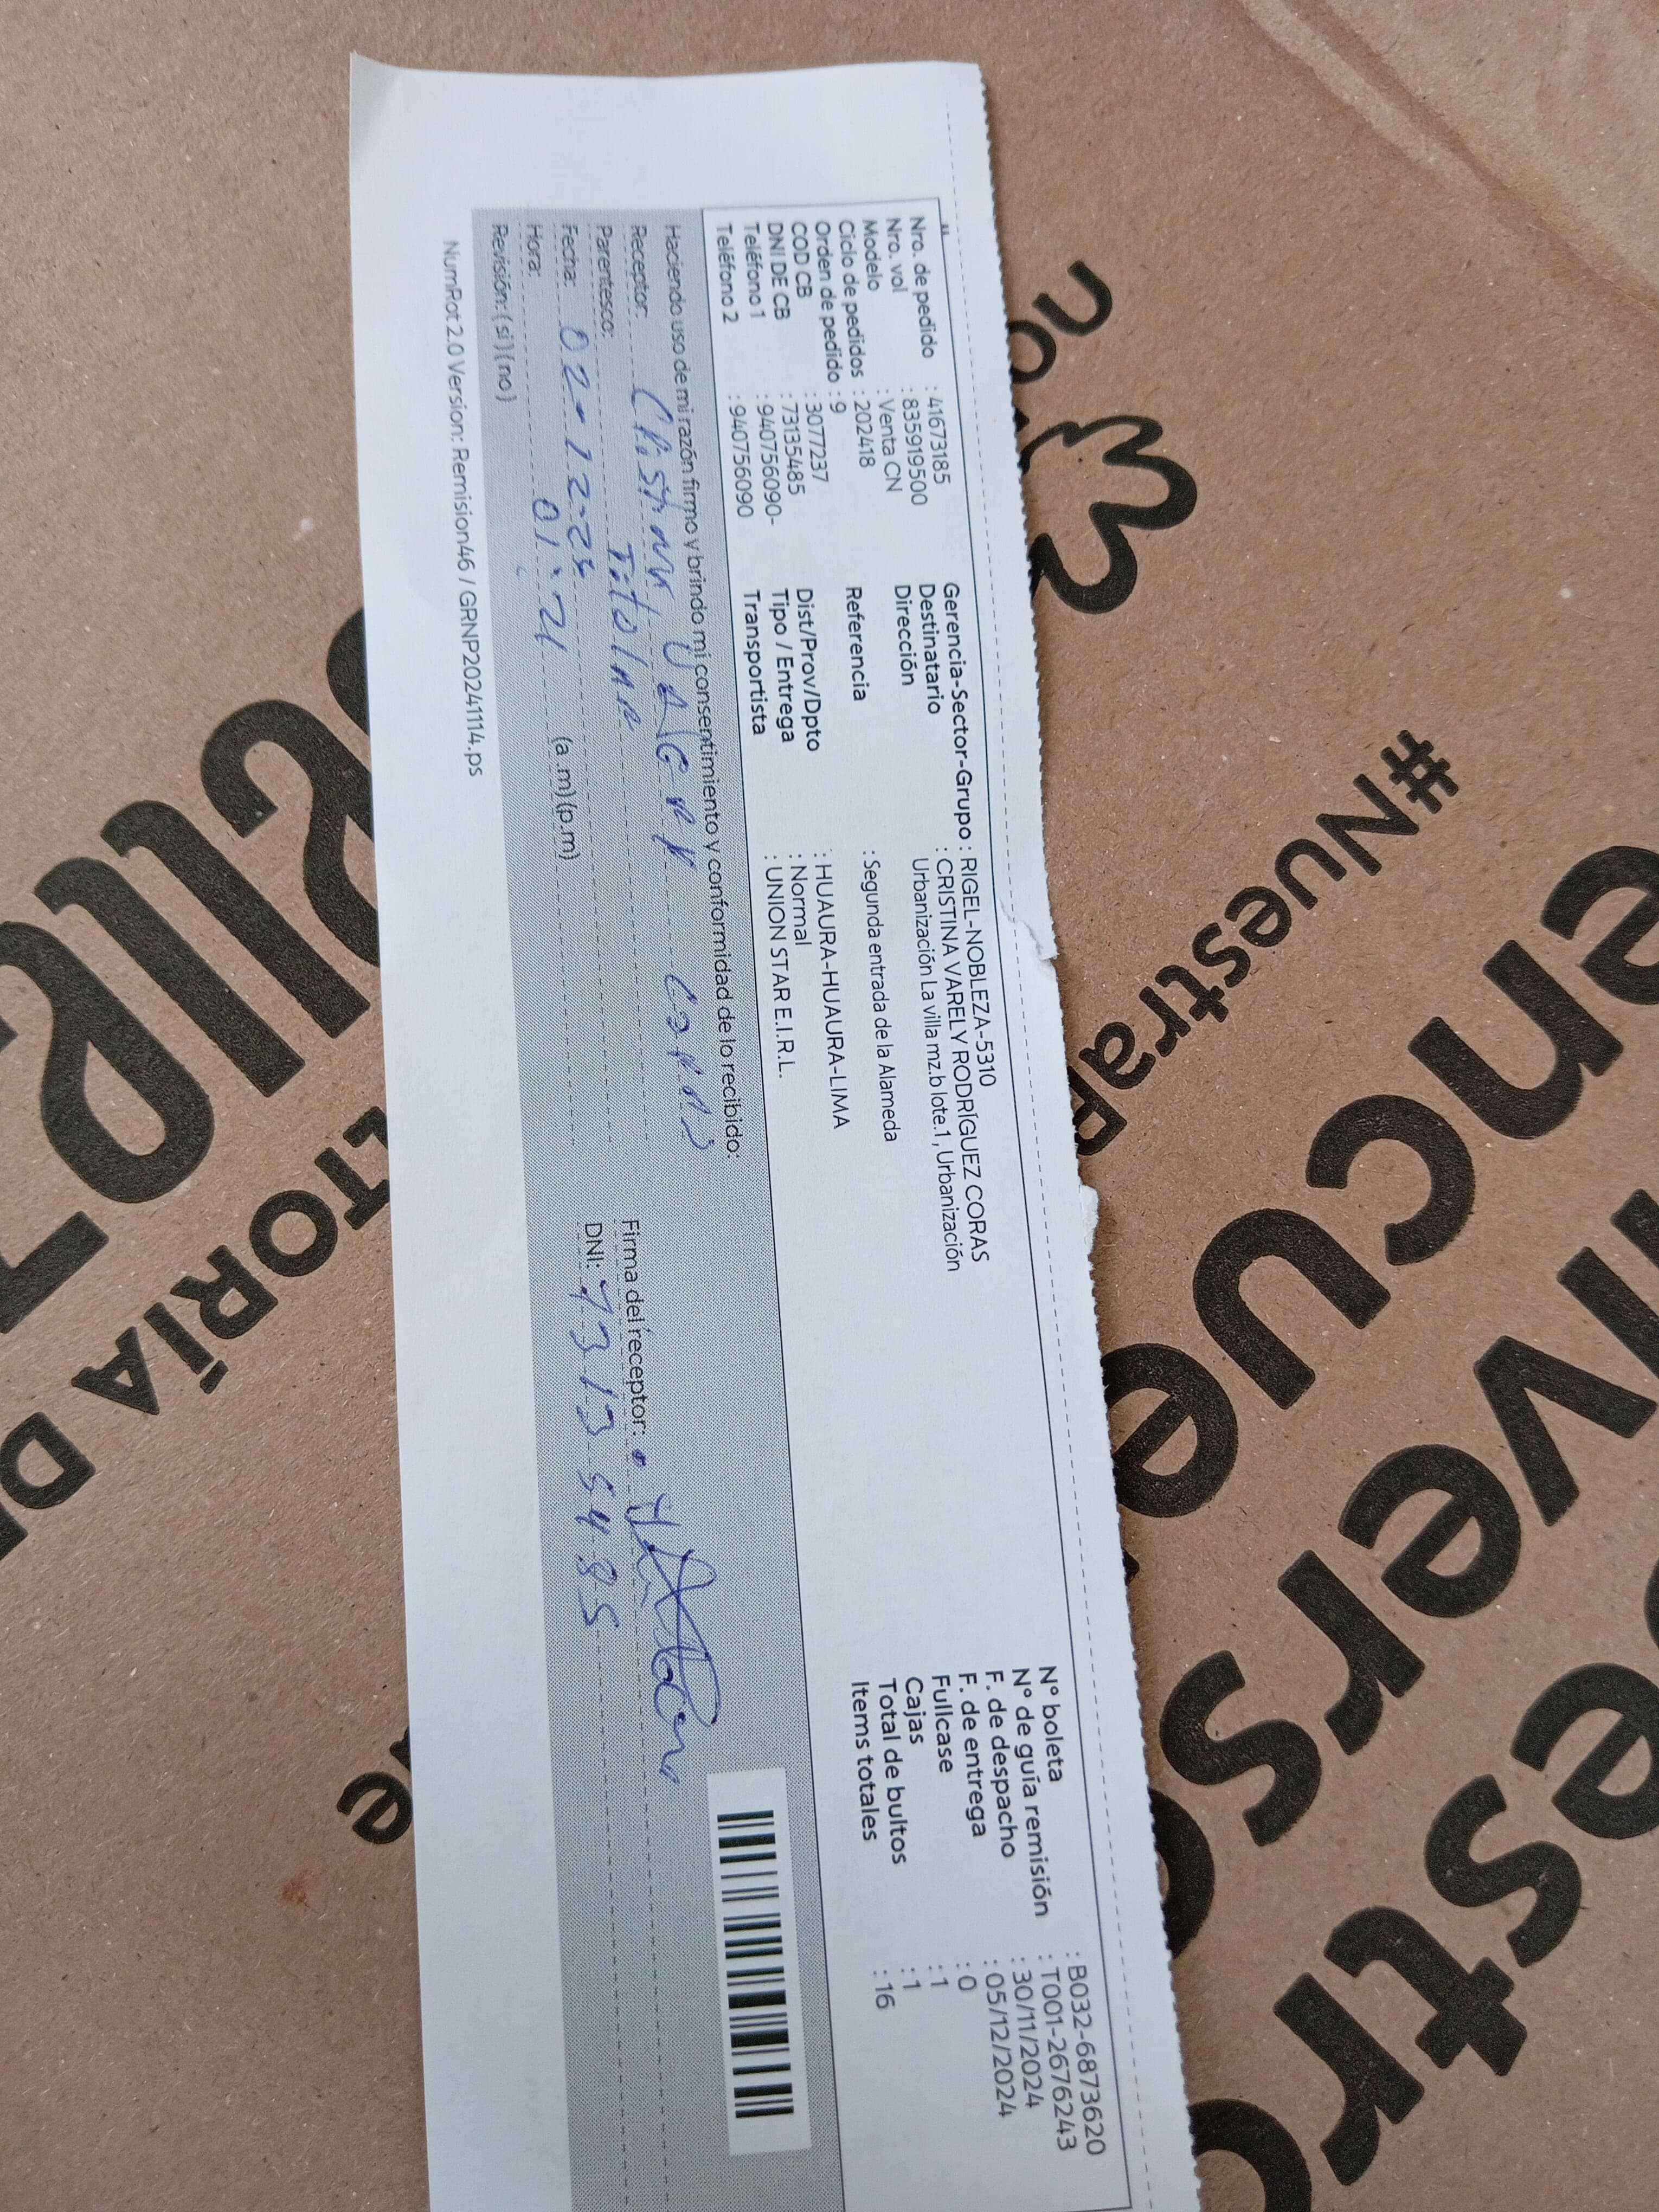 Nro. de pedido : 41673185
Nro. vol : 835919500
Modelo : Venta CN
Ciclo de pedidos : 202418
Orden de pedido : 9
COD CB : 3077237
DNI DE CB : 73135485
Teléfono 1 : 940756090-
Teléfono 2 : 940756090
Gerencia-Sector-Grupo : RIGEL-NOBLEZA-5310
Destinatario : CRISTINA VARELY RODRÍGUEZ CORAS
Dirección Urbanización La villa mz.b lote.1, Urbanización
Referencia : Segunda entrada de la Alameda
Dist/Prov/Dpto : HUAURA-HUAURA-LIMA
Tipo / Entrega : Normal
Transportista : UNION STAR E.I.R.L.
N° boleta : B032-6873620
N° de guía remisión : T001-2676243
F. de despacho : 30/11/2024
F. de entrega : 05/12/2024
Fullcase : 0
Cajas : 1
Total de bultos : 1
Items totales : 16
Haciendo uso de mi razón firmo y brindo mi consentimiento y conformidad de lo recibido:
Receptor:
Parentesco: Titular
Fecha: 02-12-24
Hora: 01:21 (a.m) (p.m)
Revisión: ( si ) ( no )
Firma del receptor:
DNI: 73135485
NumRot 2.0 Version: Remision46 / GRNP20241114.ps
#Nuestra
encue
TORÍA D